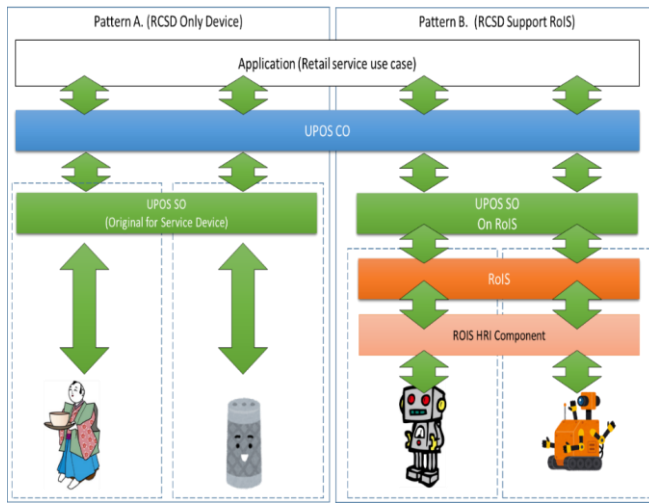 Pattern A. (RCSD Only Device)
Pattern B. (RCSD Support RoIS)
Application (Retail service use case)
UPOS CO
UPOS SO
(Original for Service Device)
UPOS SO
On RoIS
RoIS
ROIS HRI Component